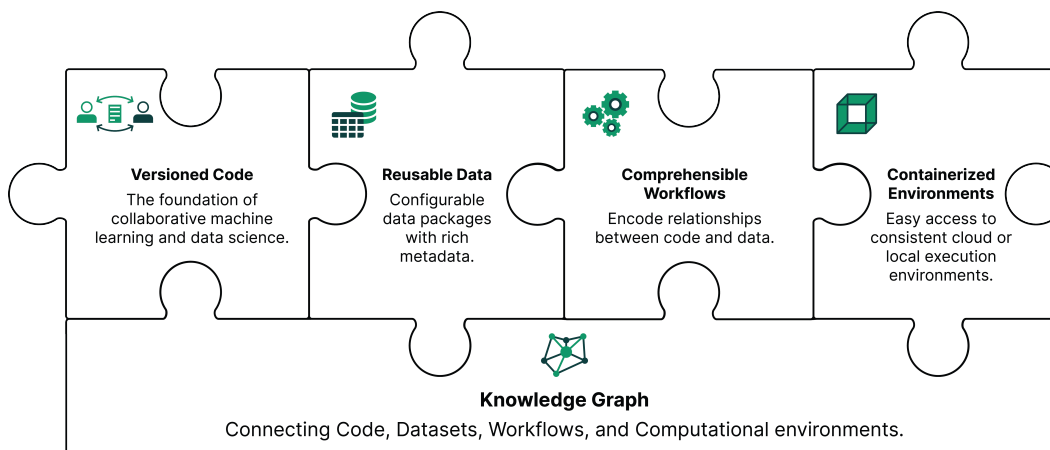 Versioned Code
The foundation of
collaborative machine
learning and data science.
Reusable Data
Configurable
data packages
with rich
metadata.
Comprehensible
Workflows
Encode relationships
between code and data.
Containerized
Environments
Easy access to
consistent cloud or
local execution
environments.
Knowledge Graph
Connecting Code, Datasets, Workflows, and Computational environments.